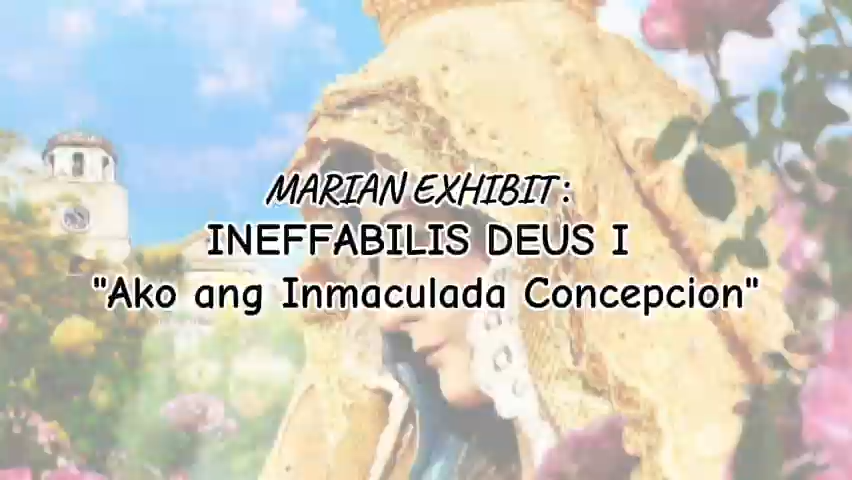 MARIAN EXHIBIT:
INEFFABILIS DEUS I
"Ako ang Inmaculada Concepcion"